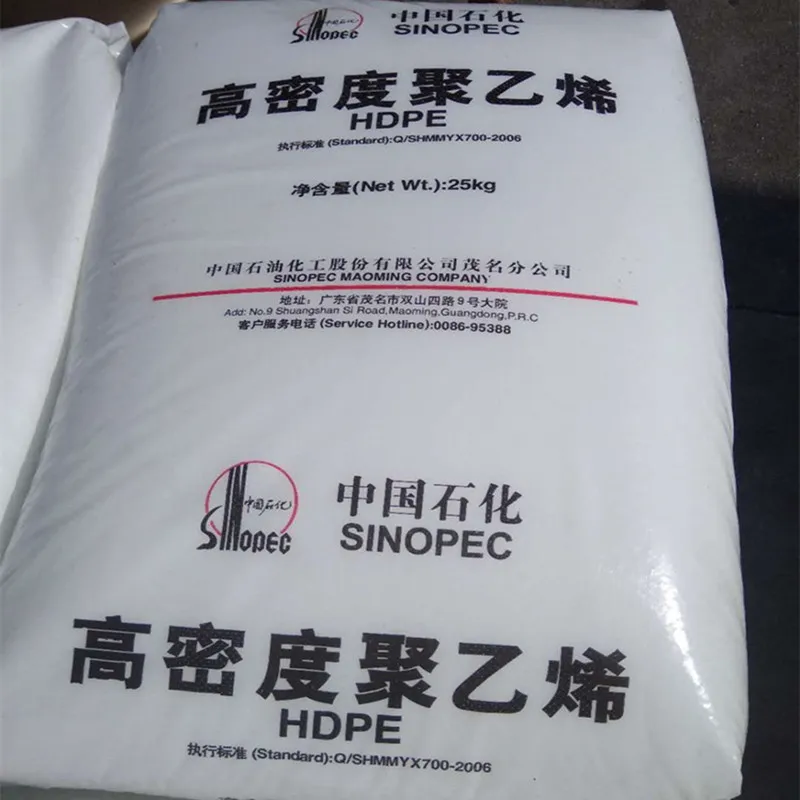 中国石化
SINOPEC
中国石化
SINOPEC
高密度聚乙烯
HDPE
执行标准 (Standard):Q/SHMMYX700-2006
净含量(Net Wt.):25kg
中国石油化工股份有限公司茂名分公司
SINOPEC MAOMING COMPANY
地址: 广东省茂名市双山四路9号大院
Add: No.9 Shuangshan Si Road,Maoming,Guangdong,P.R.C
客户服务电话 (Service Hotline):0086-95388
中国石化
SINOPEC
中国石化
SINOPEC
高密度聚乙烯
HDPE
执行标准 (Standard):Q/SHMMYX700-2006